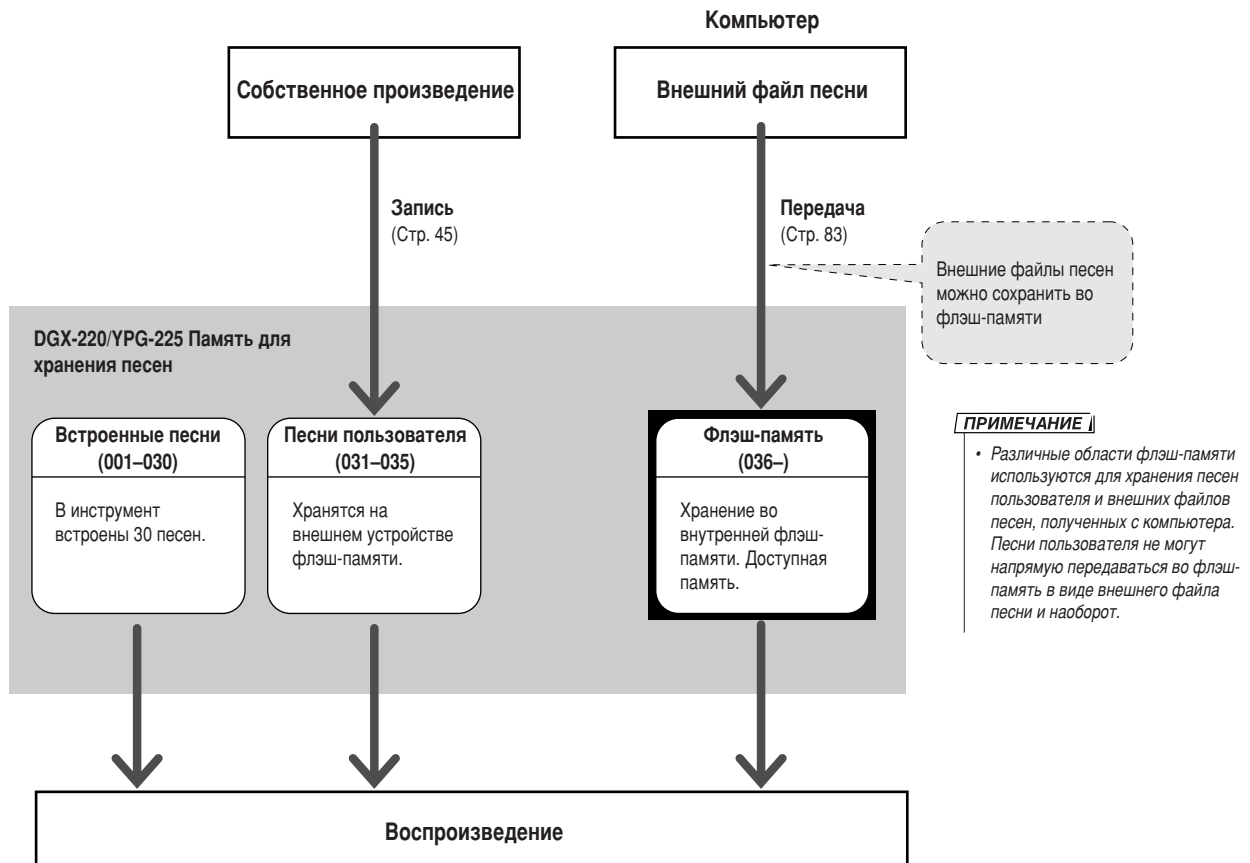 Компьютер
Собственное произведение
Внешний файл песни
Запись
(Стр. 45)
Передача
(Стр. 83)
Внешние файлы песен
можно сохранить во
флэш-памяти
DGX-220/YPG-225 Память для
хранения песен
Встроенные песни
(001–030)
В инструмент
встроены 30 песен.
Песни пользователя
(031–035)
Хранятся на
внешнем устройстве
флэш-памяти.
Флэш-память
(036–)
Хранение во
внутренней флэш-
памяти. Доступная
память.
ПРИМЕЧАНИЕ
• Различные области флэш-памяти
используются для хранения песен
пользователя и внешних файлов
песен, полученных с компьютера.
Песни пользователя не могут
напрямую передаваться во флэш-
память в виде внешнего файла
песни и наоборот.
Воспроизведение